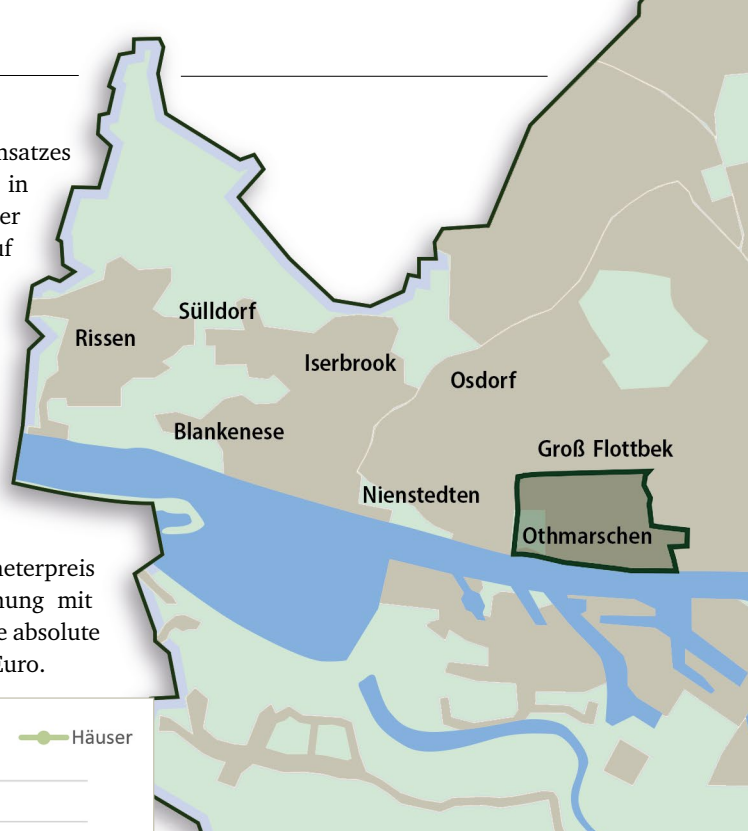 nsatzes
in
er
uf
Sülldorf
Rissen
Iserbrook
Osdorf
Blankenese
Groß Flottbek
Nienstedten
Othmarschen
neterpreis
nung mit
e absolute
Euro.
Häuser